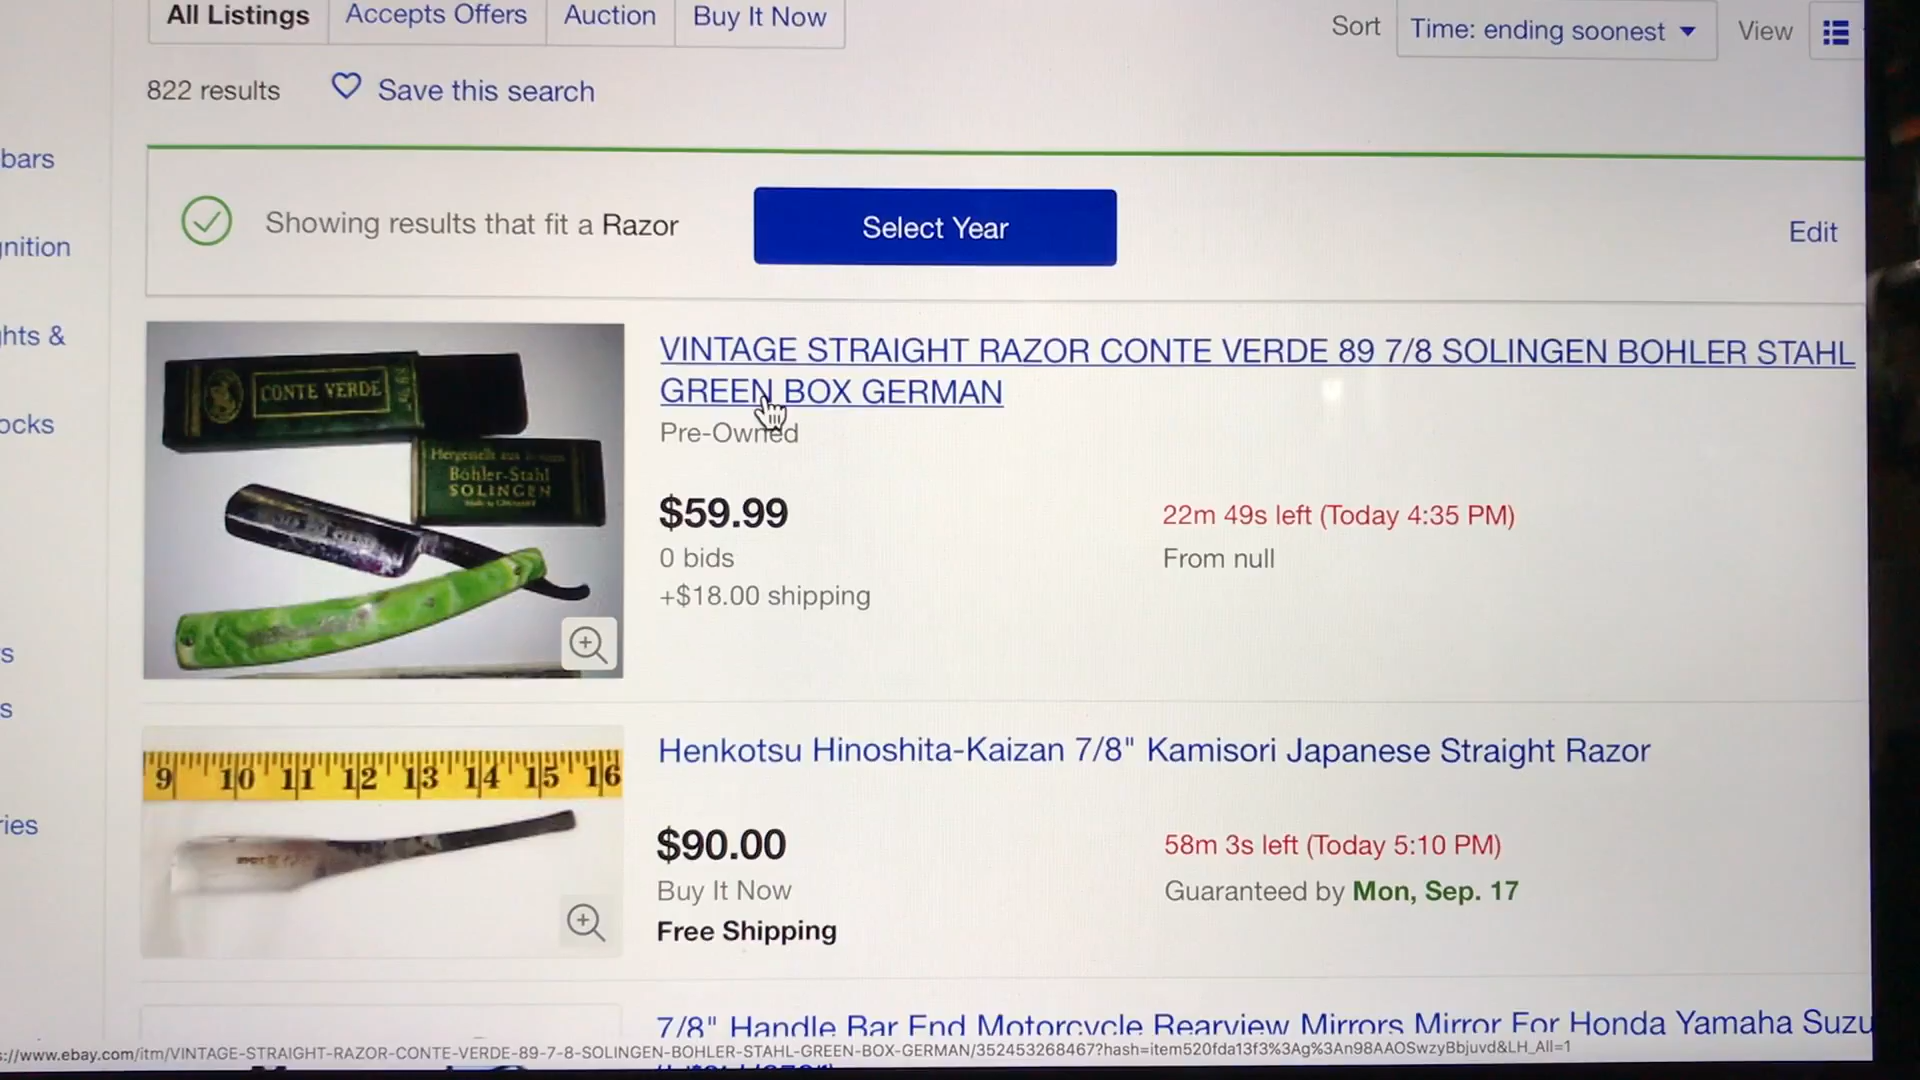 All Listings
Accepts Offers
Auction
Buy It Now
Sort
Time: ending soonest
View
822 results
Save this search
bars
gnition
ghts &
ocks
s
s
ries
Showing results that fit a Razor
Select Year
Edit
CONTE VERDE
Böhler-Stahl
SOLINGEN
VINTAGE STRAIGHT RAZOR CONTE VERDE 89 7/8 SOLINGEN BOHLER STAHL
GREEN BOX GERMAN
Pre-Owned
$59.99
0 bids
+$18.00 shipping
22m 49s left (Today 4:35 PM)
From null
9 10 11 12 13 14 15 16
Henkotsu Hinoshita-Kaizan 7/8" Kamisori Japanese Straight Razor
$90.00
Buy It Now
Free Shipping
58m 3s left (Today 5:10 PM)
Guaranteed by Mon, Sep. 17
7/8" Handle Bar End Motorcycle Rearview Mirrors Mirror For Honda Yamaha Suzu
s://www.ebay.com/itm/VINTAGE-STRAIGHT-RAZOR-CONTE-VERDE-89-7-8-SOLINGEN-BOHLER-STAHL-GREEN-BOX-GERMAN/352453268467?hash=item520fda13f3%3Ag%3An98AAOSwzyBbjuvd&LH_All=1